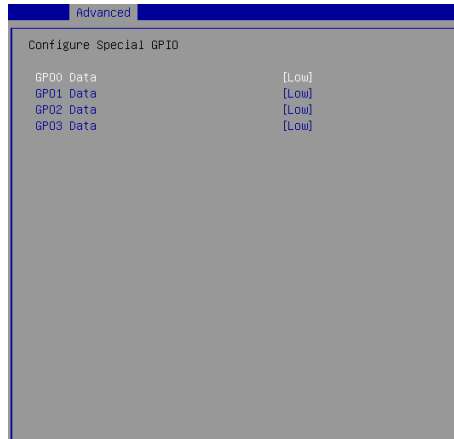 Advanced
Configure Special GPIO
GPO0 Data [Low]
GPO1 Data [Low]
GPO2 Data [Low]
GPO3 Data [Low]